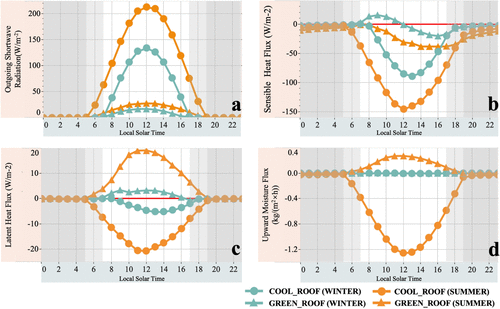 Outgoing Shortwave
Radiation(W/m-2)
200
150
100
50
0
a
0 2 4 6 8 10 12 14 16 18 20 22
Local Solar Time
Sensible Heat Flux (W/m-2)
0
-50
-100
-150
b
0 2 4 6 8 10 12 14 16 18 20 22
Local Solar Time
Latent Heat Flux (W/m-2)
20
10
0
-10
-20
c
0 2 4 6 8 10 12 14 16 18 20 22
Local Solar Time
Upward Moisture Flux
(kg/(m²•sh))
0.4
0.0
-0.4
-0.8
-1.2
d
0 2 4 6 8 10 12 14 16 18 20 22
Local Solar Time
COOL_ROOF (WINTER) COOL_ROOF (SUMMER)
GREEN_ROOF (WINTER) GREEN_ROOF (SUMMER)